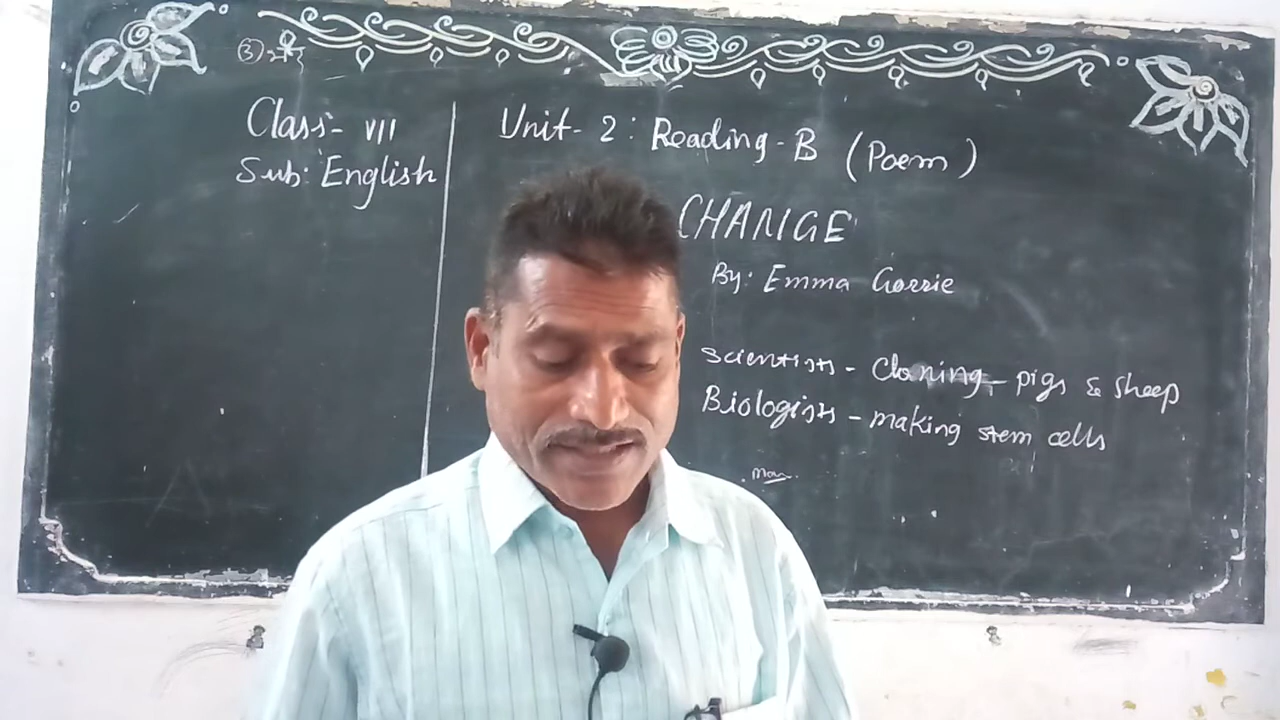 Class - VII
Sub: English
Unit - 2 : Reading - B (Poem)
CHANGE
By: Emma Gorrie
Scientists - Cloning - pigs & sheep
Biologists - making stem cells
Man